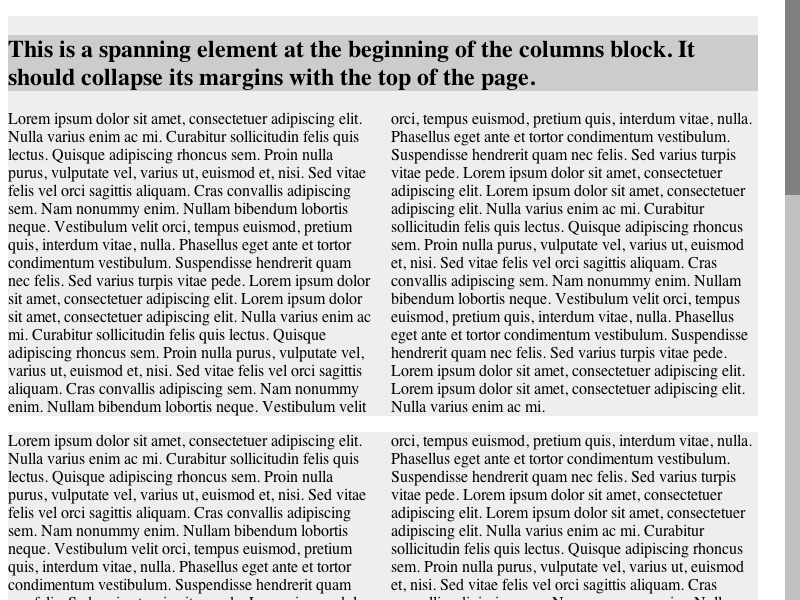 This is a spanning element at the beginning of the columns block. It
should collapse its margins with the top of the page.
Lorem ipsum dolor sit amet, consectetuer adipiscing elit.
Nulla varius enim ac mi. Curabitur sollicitudin felis quis
lectus. Quisque adipiscing rhoncus sem. Proin nulla
purus, vulputate vel, varius ut, euismod et, nisi. Sed vitae
felis vel orci sagittis aliquam. Cras convallis adipiscing
sem. Nam nonummy enim. Nullam bibendum lobortis
neque. Vestibulum velit orci, tempus euismod, pretium
quis, interdum vitae, nulla. Phasellus eget ante et tortor
condimentum vestibulum. Suspendisse hendrerit quam
nec felis. Sed varius turpis vitae pede. Lorem ipsum dolor
sit amet, consectetuer adipiscing elit. Lorem ipsum dolor
sit amet, consectetuer adipiscing elit. Nulla varius enim ac
mi. Curabitur sollicitudin felis quis lectus. Quisque
adipiscing rhoncus sem. Proin nulla purus, vulputate vel,
varius ut, euismod et, nisi. Sed vitae felis vel orci sagittis
aliquam. Cras convallis adipiscing sem. Nam nonummy
enim. Nullam bibendum lobortis neque. Vestibulum velit
orci, tempus euismod, pretium quis, interdum vitae, nulla.
Phasellus eget ante et tortor condimentum vestibulum.
Suspendisse hendrerit quam nec felis. Sed varius turpis
vitae pede. Lorem ipsum dolor sit amet, consectetuer
adipiscing elit. Lorem ipsum dolor sit amet, consectetuer
adipiscing elit. Nulla varius enim ac mi. Curabitur
sollicitudin felis quis lectus. Quisque adipiscing rhoncus
sem. Proin nulla purus, vulputate vel, varius ut, euismod
et, nisi. Sed vitae felis vel orci sagittis aliquam. Cras
convallis adipiscing sem. Nam nonummy enim. Nullam
bibendum lobortis neque. Vestibulum velit orci, tempus
euismod, pretium quis, interdum vitae, nulla. Phasellus
eget ante et tortor condimentum vestibulum. Suspendisse
hendrerit quam nec felis. Sed varius turpis vitae pede.
Lorem ipsum dolor sit amet, consectetuer adipiscing elit.
Lorem ipsum dolor sit amet, consectetuer adipiscing elit.
Nulla varius enim ac mi.
Lorem ipsum dolor sit amet, consectetuer adipiscing elit.
Nulla varius enim ac mi. Curabitur sollicitudin felis quis
lectus. Quisque adipiscing rhoncus sem. Proin nulla
purus, vulputate vel, varius ut, euismod et, nisi. Sed vitae
felis vel orci sagittis aliquam. Cras convallis adipiscing
sem. Nam nonummy enim. Nullam bibendum lobortis
neque. Vestibulum velit orci, tempus euismod, pretium
quis, interdum vitae, nulla. Phasellus eget ante et tortor
condimentum vestibulum. Suspendisse hendrerit quam
orci, tempus euismod, pretium quis, interdum vitae, nulla.
Phasellus eget ante et tortor condimentum vestibulum.
Suspendisse hendrerit quam nec felis. Sed varius turpis
vitae pede. Lorem ipsum dolor sit amet, consectetuer
adipiscing elit. Lorem ipsum dolor sit amet, consectetuer
adipiscing elit. Nulla varius enim ac mi. Curabitur
sollicitudin felis quis lectus. Quisque adipiscing rhoncus
sem. Proin nulla purus, vulputate vel, varius ut, euismod
et, nisi. Sed vitae felis vel orci sagittis aliquam. Cras